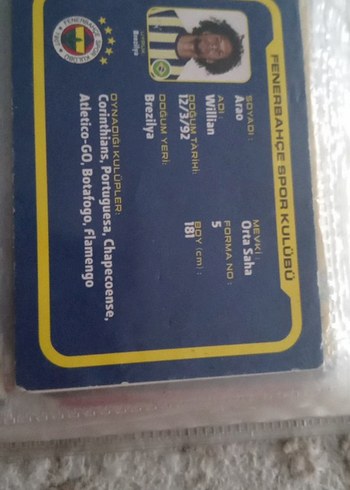 FENERBAHÇE SPOR KULÜBÜ
SOYADI :
Arao
ADI :
Willian
DOĞUM TARİHİ:
12/3/92
DOĞUM YERİ:
Brezilya
MEVKİ :
Orta Saha
FORMA NO :
5
BOY (cm) :
181
OYNADIĞI KULÜPLER:
Corinthians, Portuguesa, Chapecoense,
Atletico-GO, Botafogo, Flamengo
Brezilya